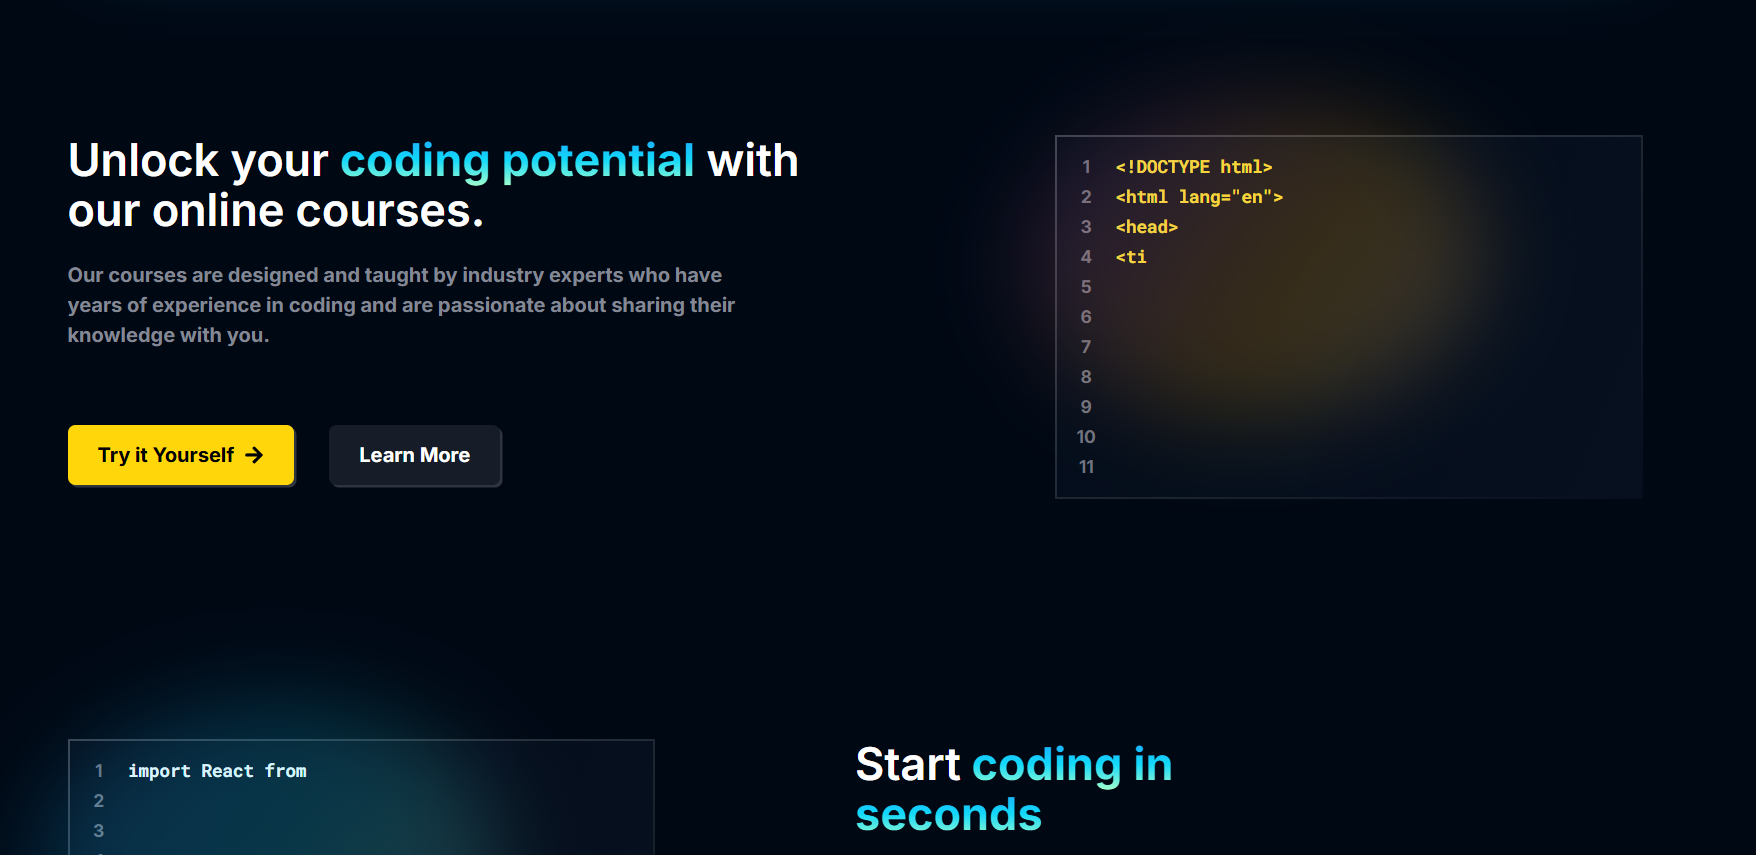 Unlock your coding potential with
our online courses.
Our courses are designed and taught by industry experts who have
years of experience in coding and are passionate about sharing their
knowledge with you.
Try it Yourself
Learn More
1 <!DOCTYPE html>
2 <html lang="en">
3 <head>
4 <ti
5
6
7
8
9
10
11
1 import React from
2
3
Start coding in
seconds